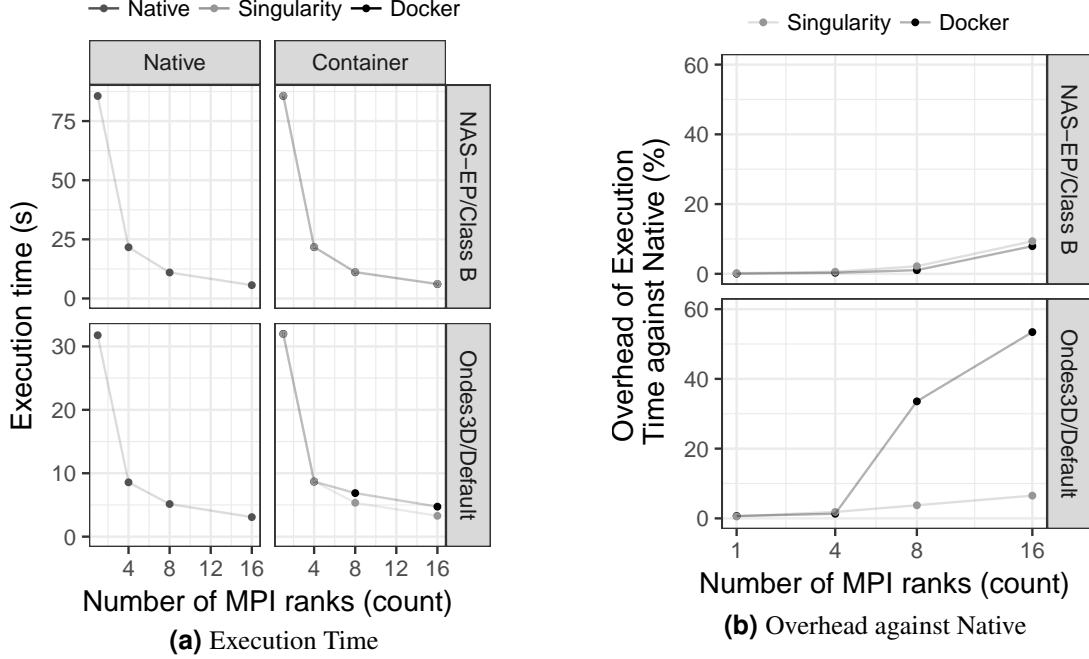 Native Singularity Docker
Native Container
Execution time (s)
75
50
25
0
NAS−EP/Class B
30
20
10
0
Ondes3D/Default
4 8 12 16 4 8 12 16
Number of MPI ranks (count)
(a) Execution Time
Singularity Docker
Overhead of Execution
Time against Native (%)
60
40
20
0
NAS−EP/Class B
60
40
20
0
Ondes3D/Default
1 4 8 16
Number of MPI ranks (count)
(b) Overhead against Native